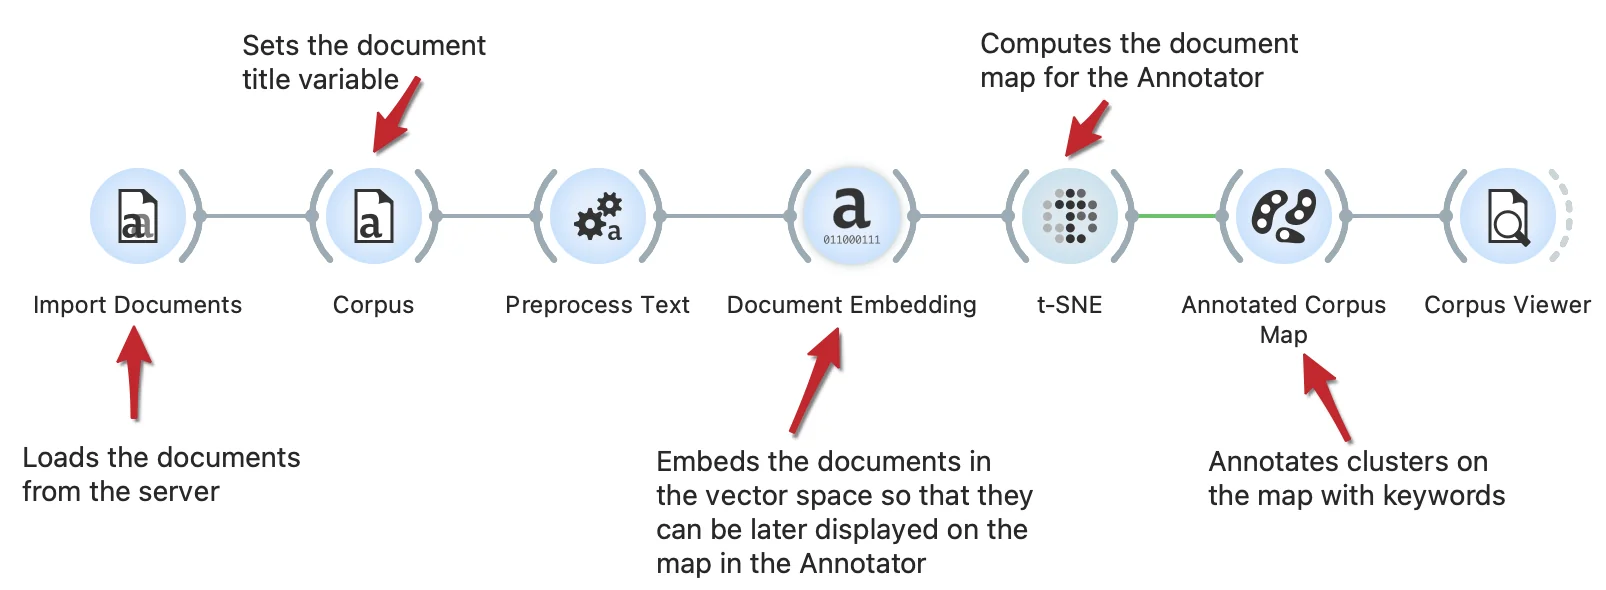 Sets the document
title variable
Computes the document
map for the Annotator
a
a
a
a
a
011000111
Import Documents
Corpus
Preprocess Text
Document Embedding
t-SNE
Annotated Corpus
Map
Corpus Viewer
Loads the documents
from the server
Embeds the documents in
the vector space so that they
can be later displayed on the
map in the Annotator
Annotates clusters on
the map with keywords